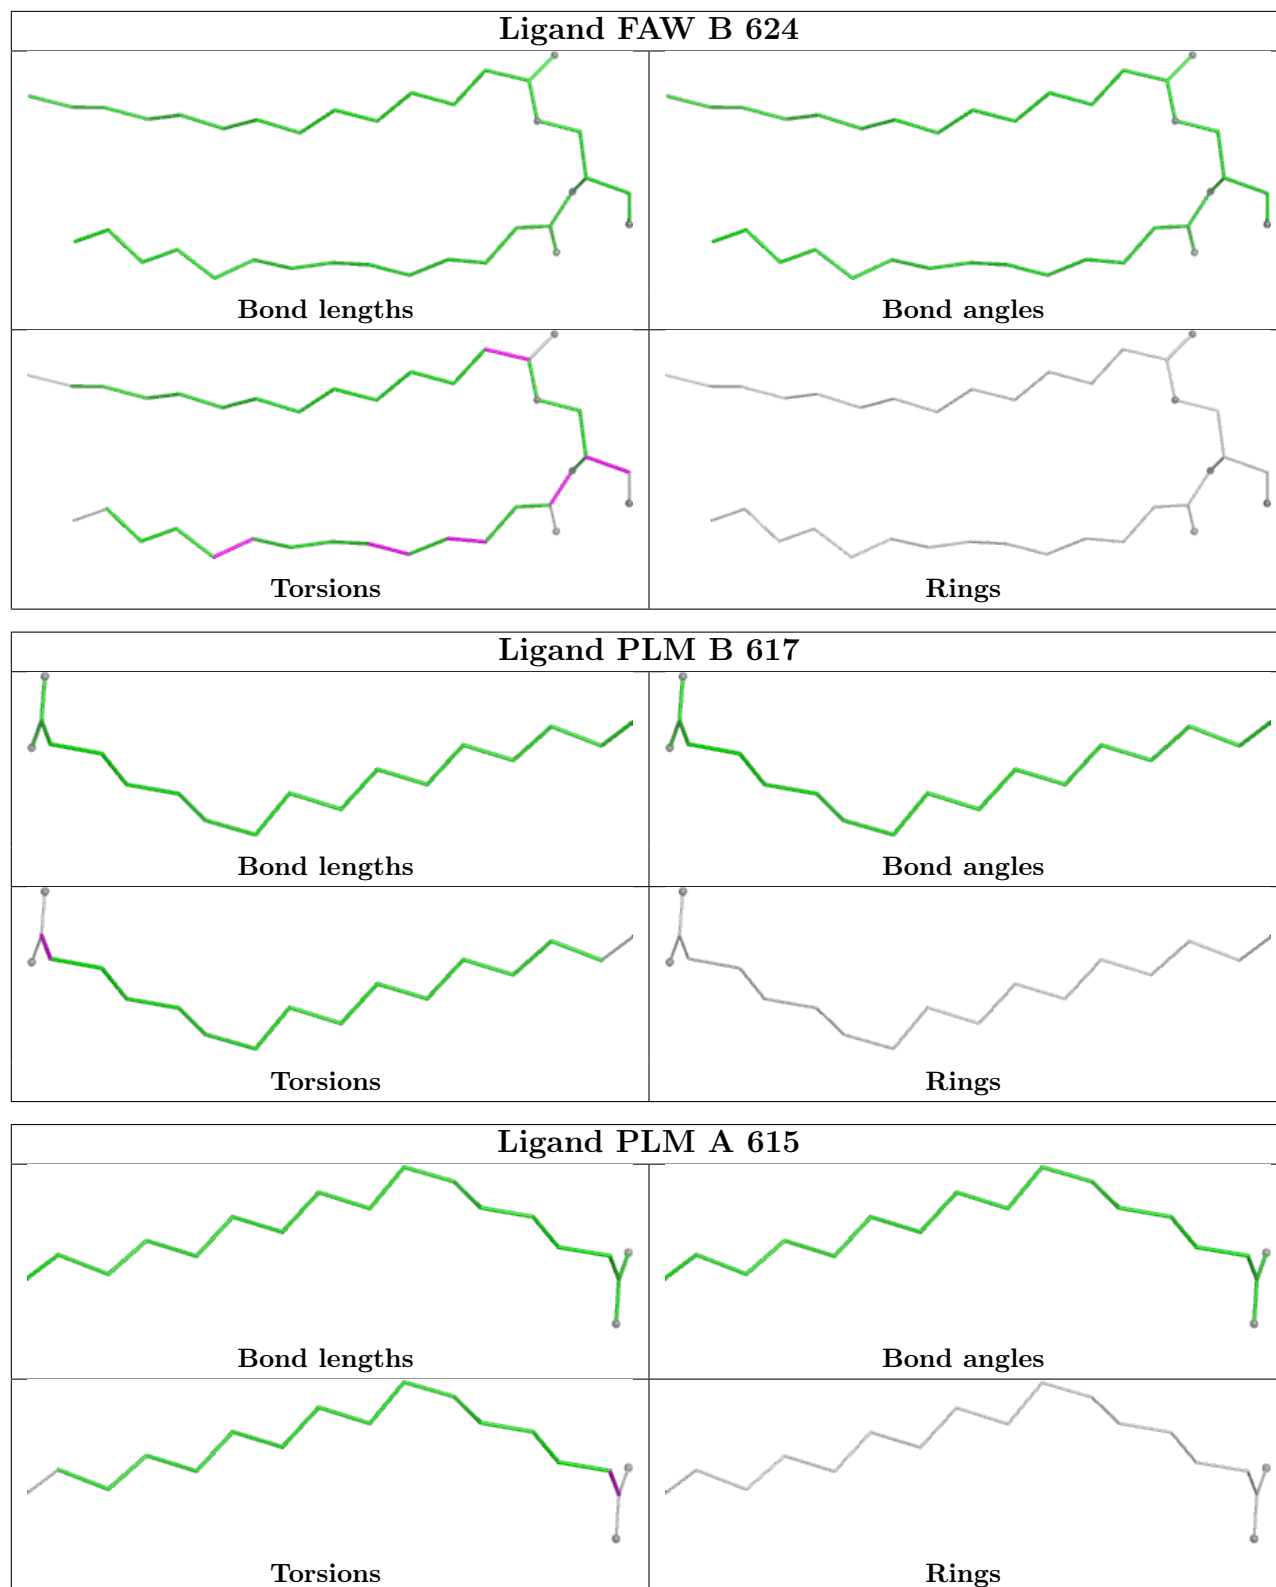 Ligand FAW B 624
Bond lengths
Bond angles
Torsions
Rings
Ligand PLM B 617
Bond lengths
Bond angles
Torsions
Rings
Ligand PLM A 615
Bond lengths
Bond angles
Torsions
Rings